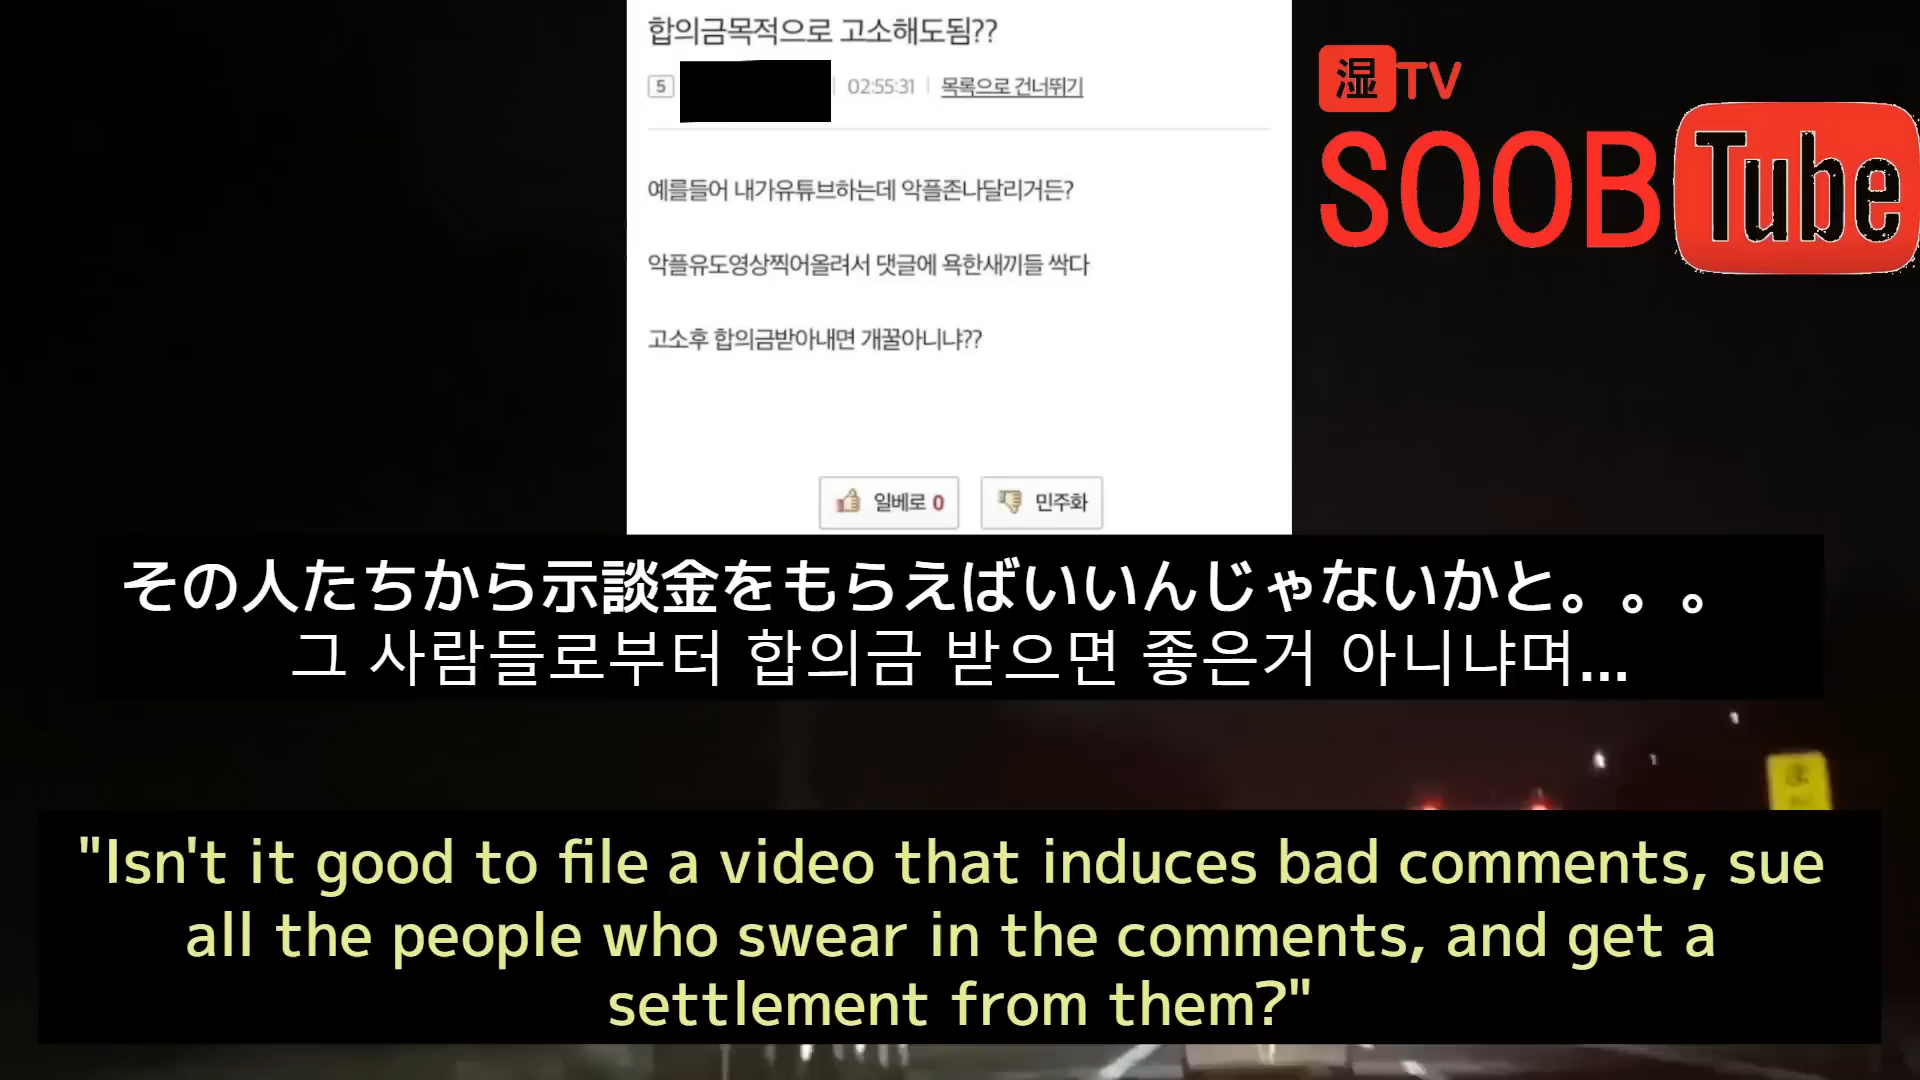 합의금목적으로 고소해도됨??
5 02:55:31 목록으로 건너뛰기
예를들어 내가유튜브하는데 악플존나달리거든?
악플유도영상찍어올려서 댓글에 욕한새끼들 싹다
고소후 합의금받아내면 개꿀아니냐??
일베로 0 민주화
湿TV
SOOBTube
その人たちから示談金をもらえばいいんじゃないかと。。。
그 사람들로부터 합의금 받으면 좋은거 아니냐며...
"Isn't it good to file a video that induces bad comments, sue
all the people who swear in the comments, and get a
settlement from them?"